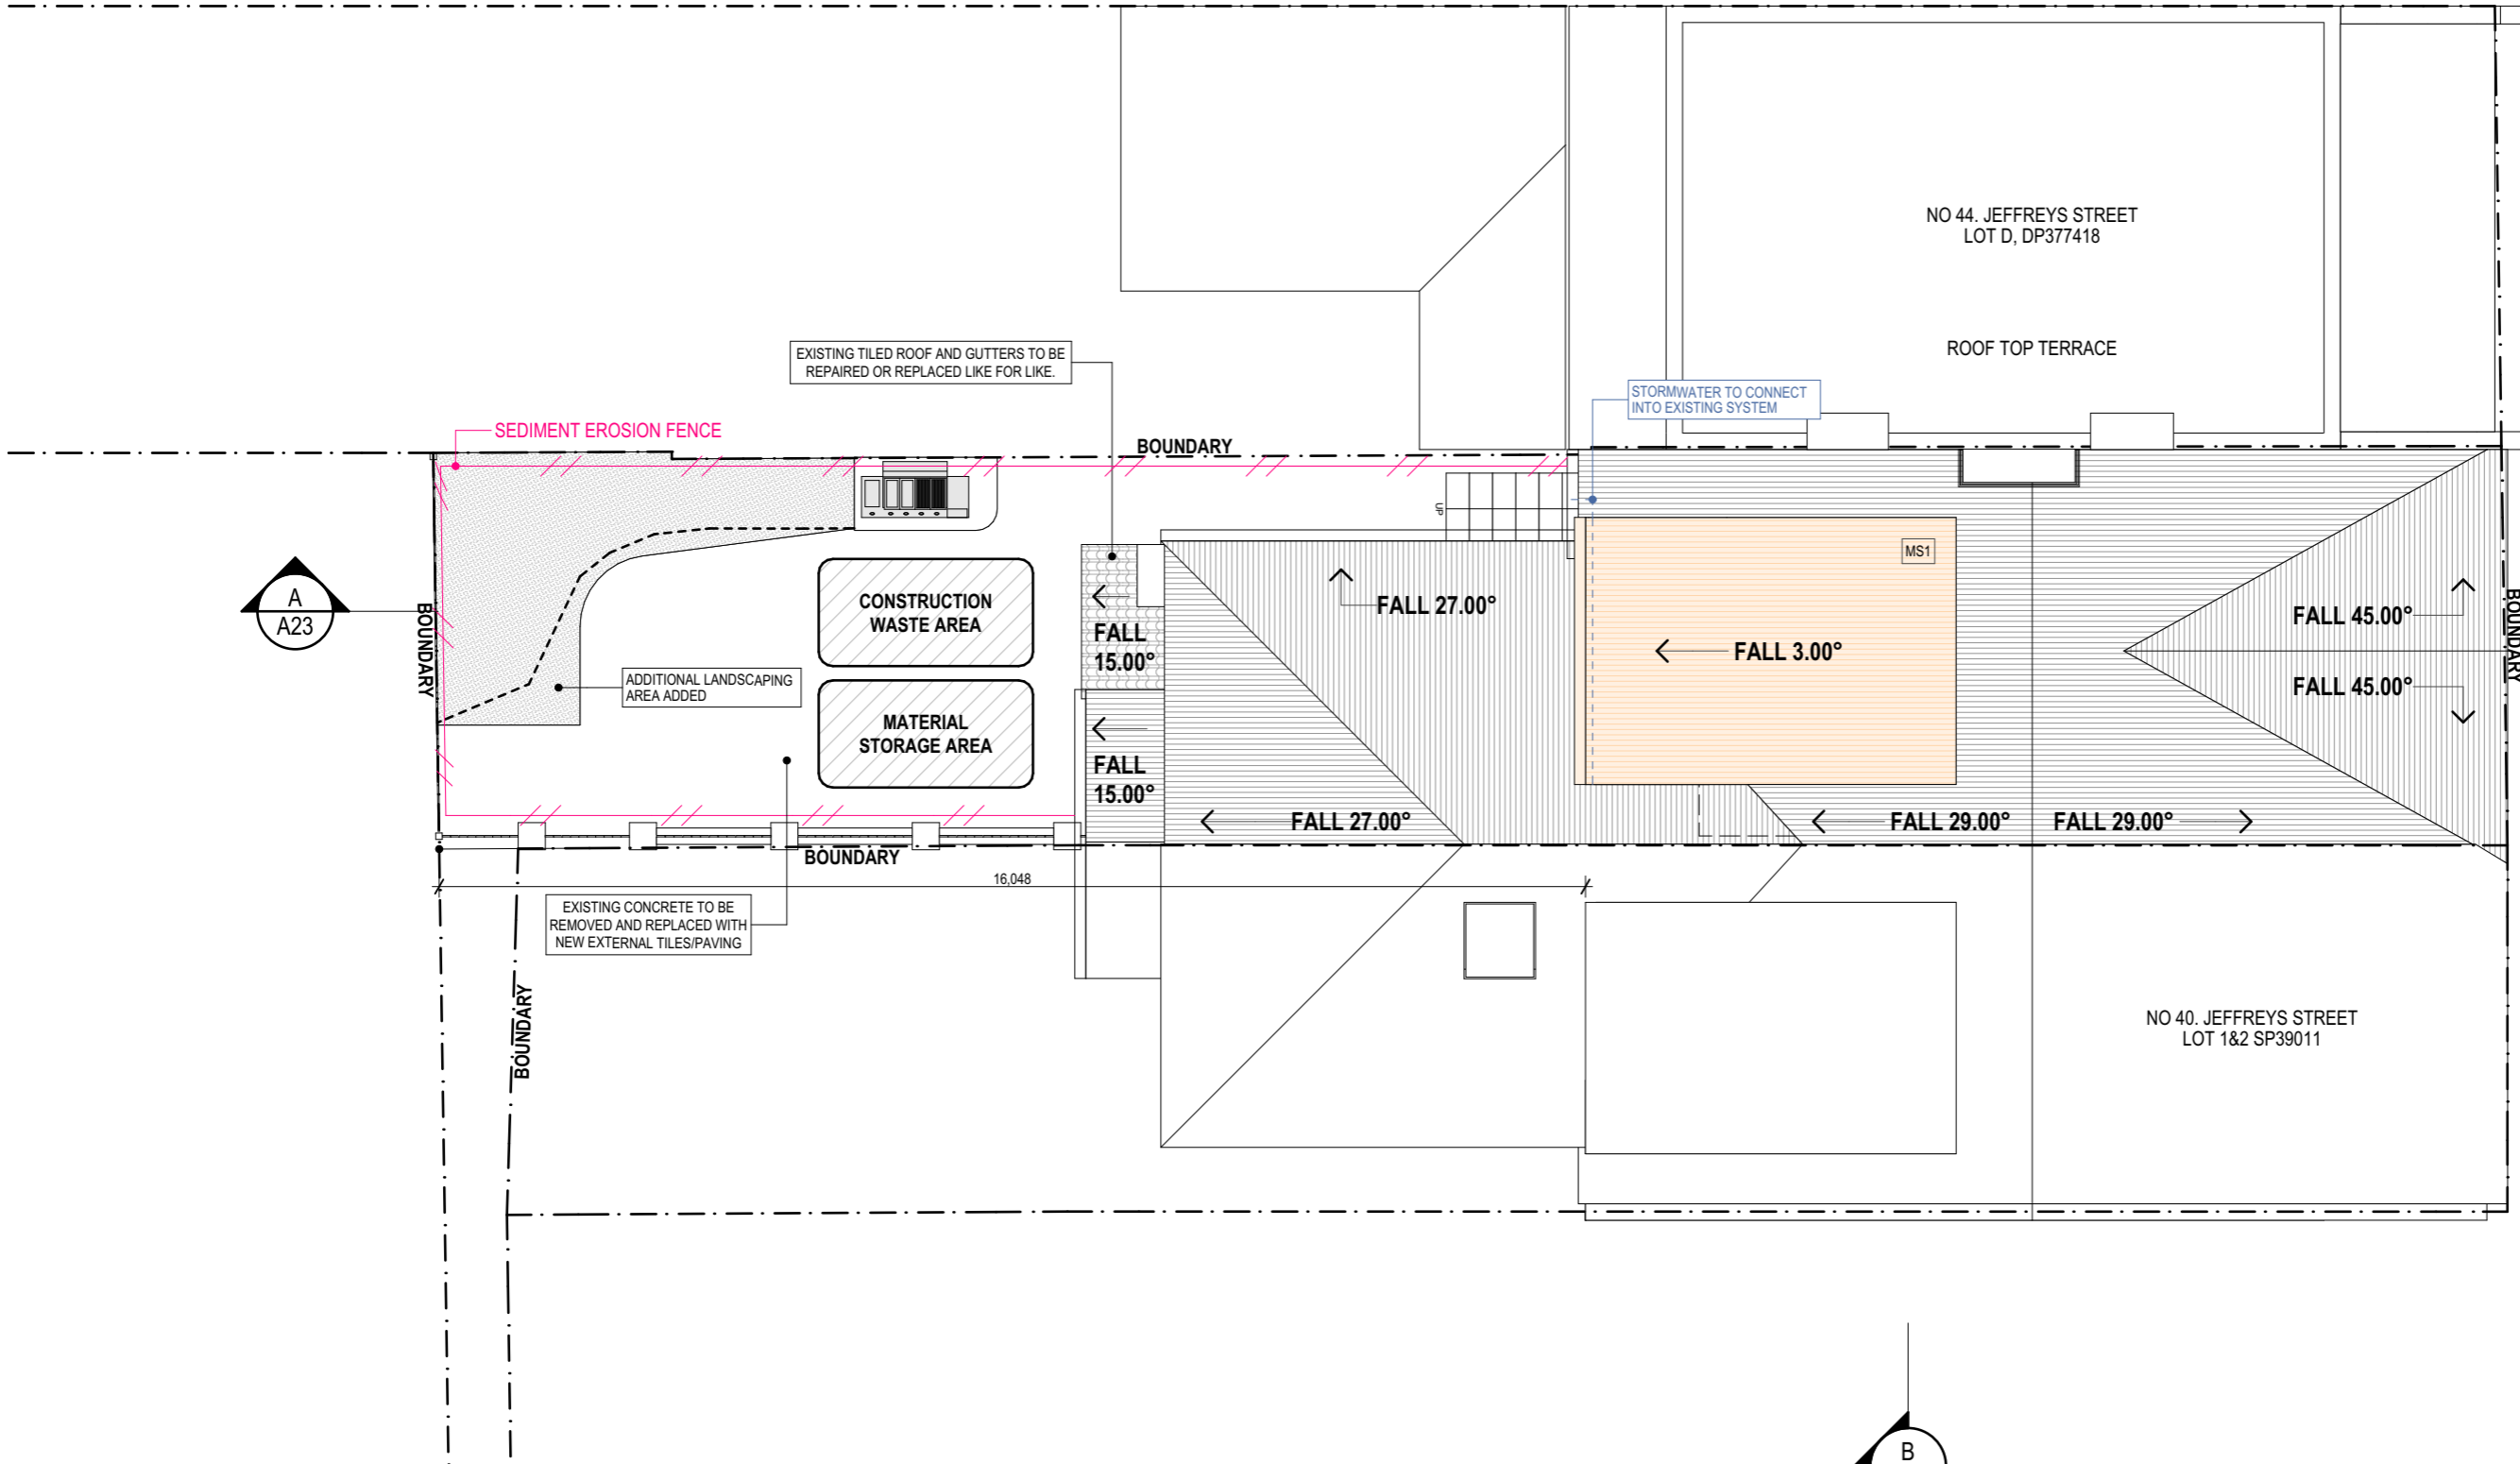 NO 44. JEFFREYS STREET
LOT D, DP377418
ROOF TOP TERRACE
EXISTING TILED ROOF AND GUTTERS TO BE
REPAIRED OR REPLACED LIKE FOR LIKE.
STORMWATER TO CONNECT
INTO EXISTING SYSTEM
SEDIMENT EROSION FENCE
BOUNDARY
UP
MS1
A
A23
BOUNDARY
CONSTRUCTION
WASTE AREA
FALL
15.00°
FALL 27.00°
FALL 3.00°
FALL 45.00°
BOUNDARY
FALL 45.00°
ADDITIONAL LANDSCAPING
AREA ADDED
MATERIAL
STORAGE AREA
FALL
15.00°
FALL 27.00°
FALL 29.00°
FALL 29.00°
BOUNDARY
16,048
EXISTING CONCRETE TO BE
REMOVED AND REPLACED WITH
NEW EXTERNAL TILES/PAVING
BOUNDARY
NO 40. JEFFREYS STREET
LOT 1&2 SP39011
B